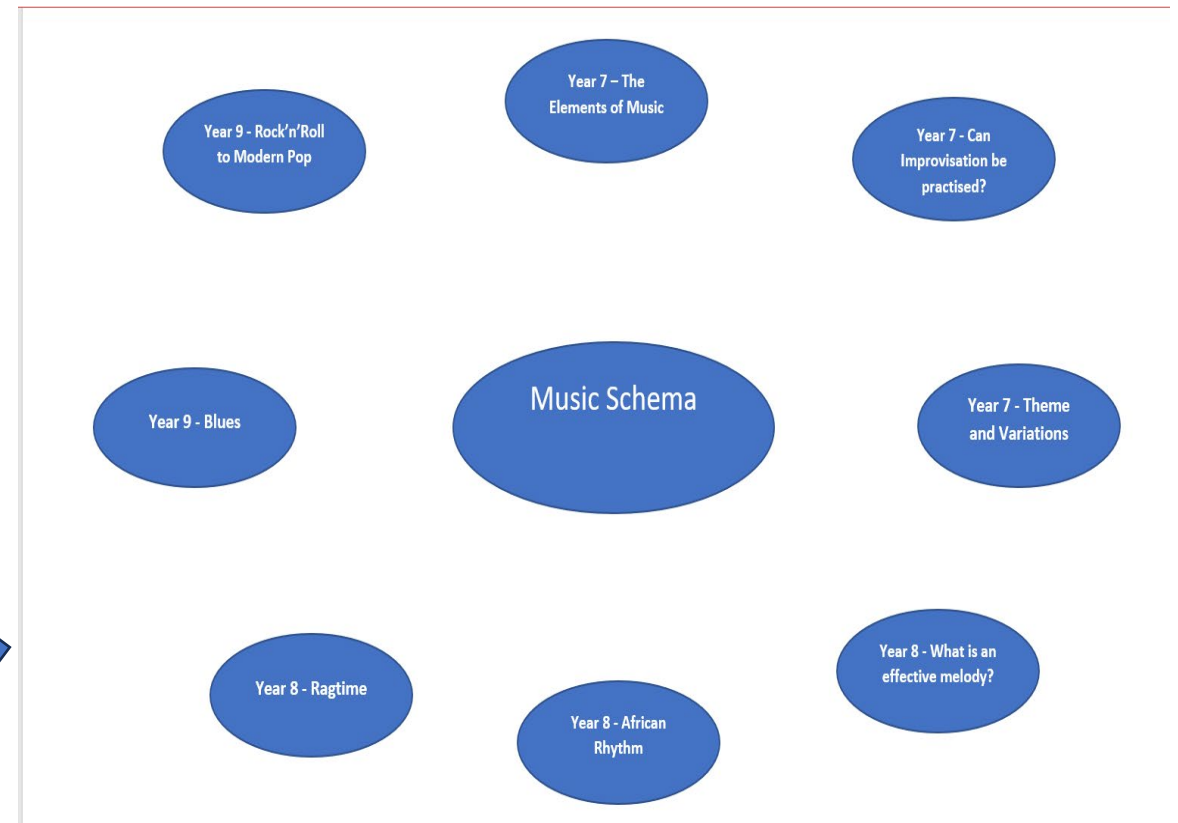 Year 7 – The
Elements of Music
Year 7 - Can
Improvisation be
practised?
Year 7 - Theme
and Variations
Year 8 - What is an
effective melody?
Year 8 - African
Rhythm
Year 8 - Ragtime
Year 9 - Blues
Year 9 - Rock’n’Roll
to Modern Pop
Music Schema